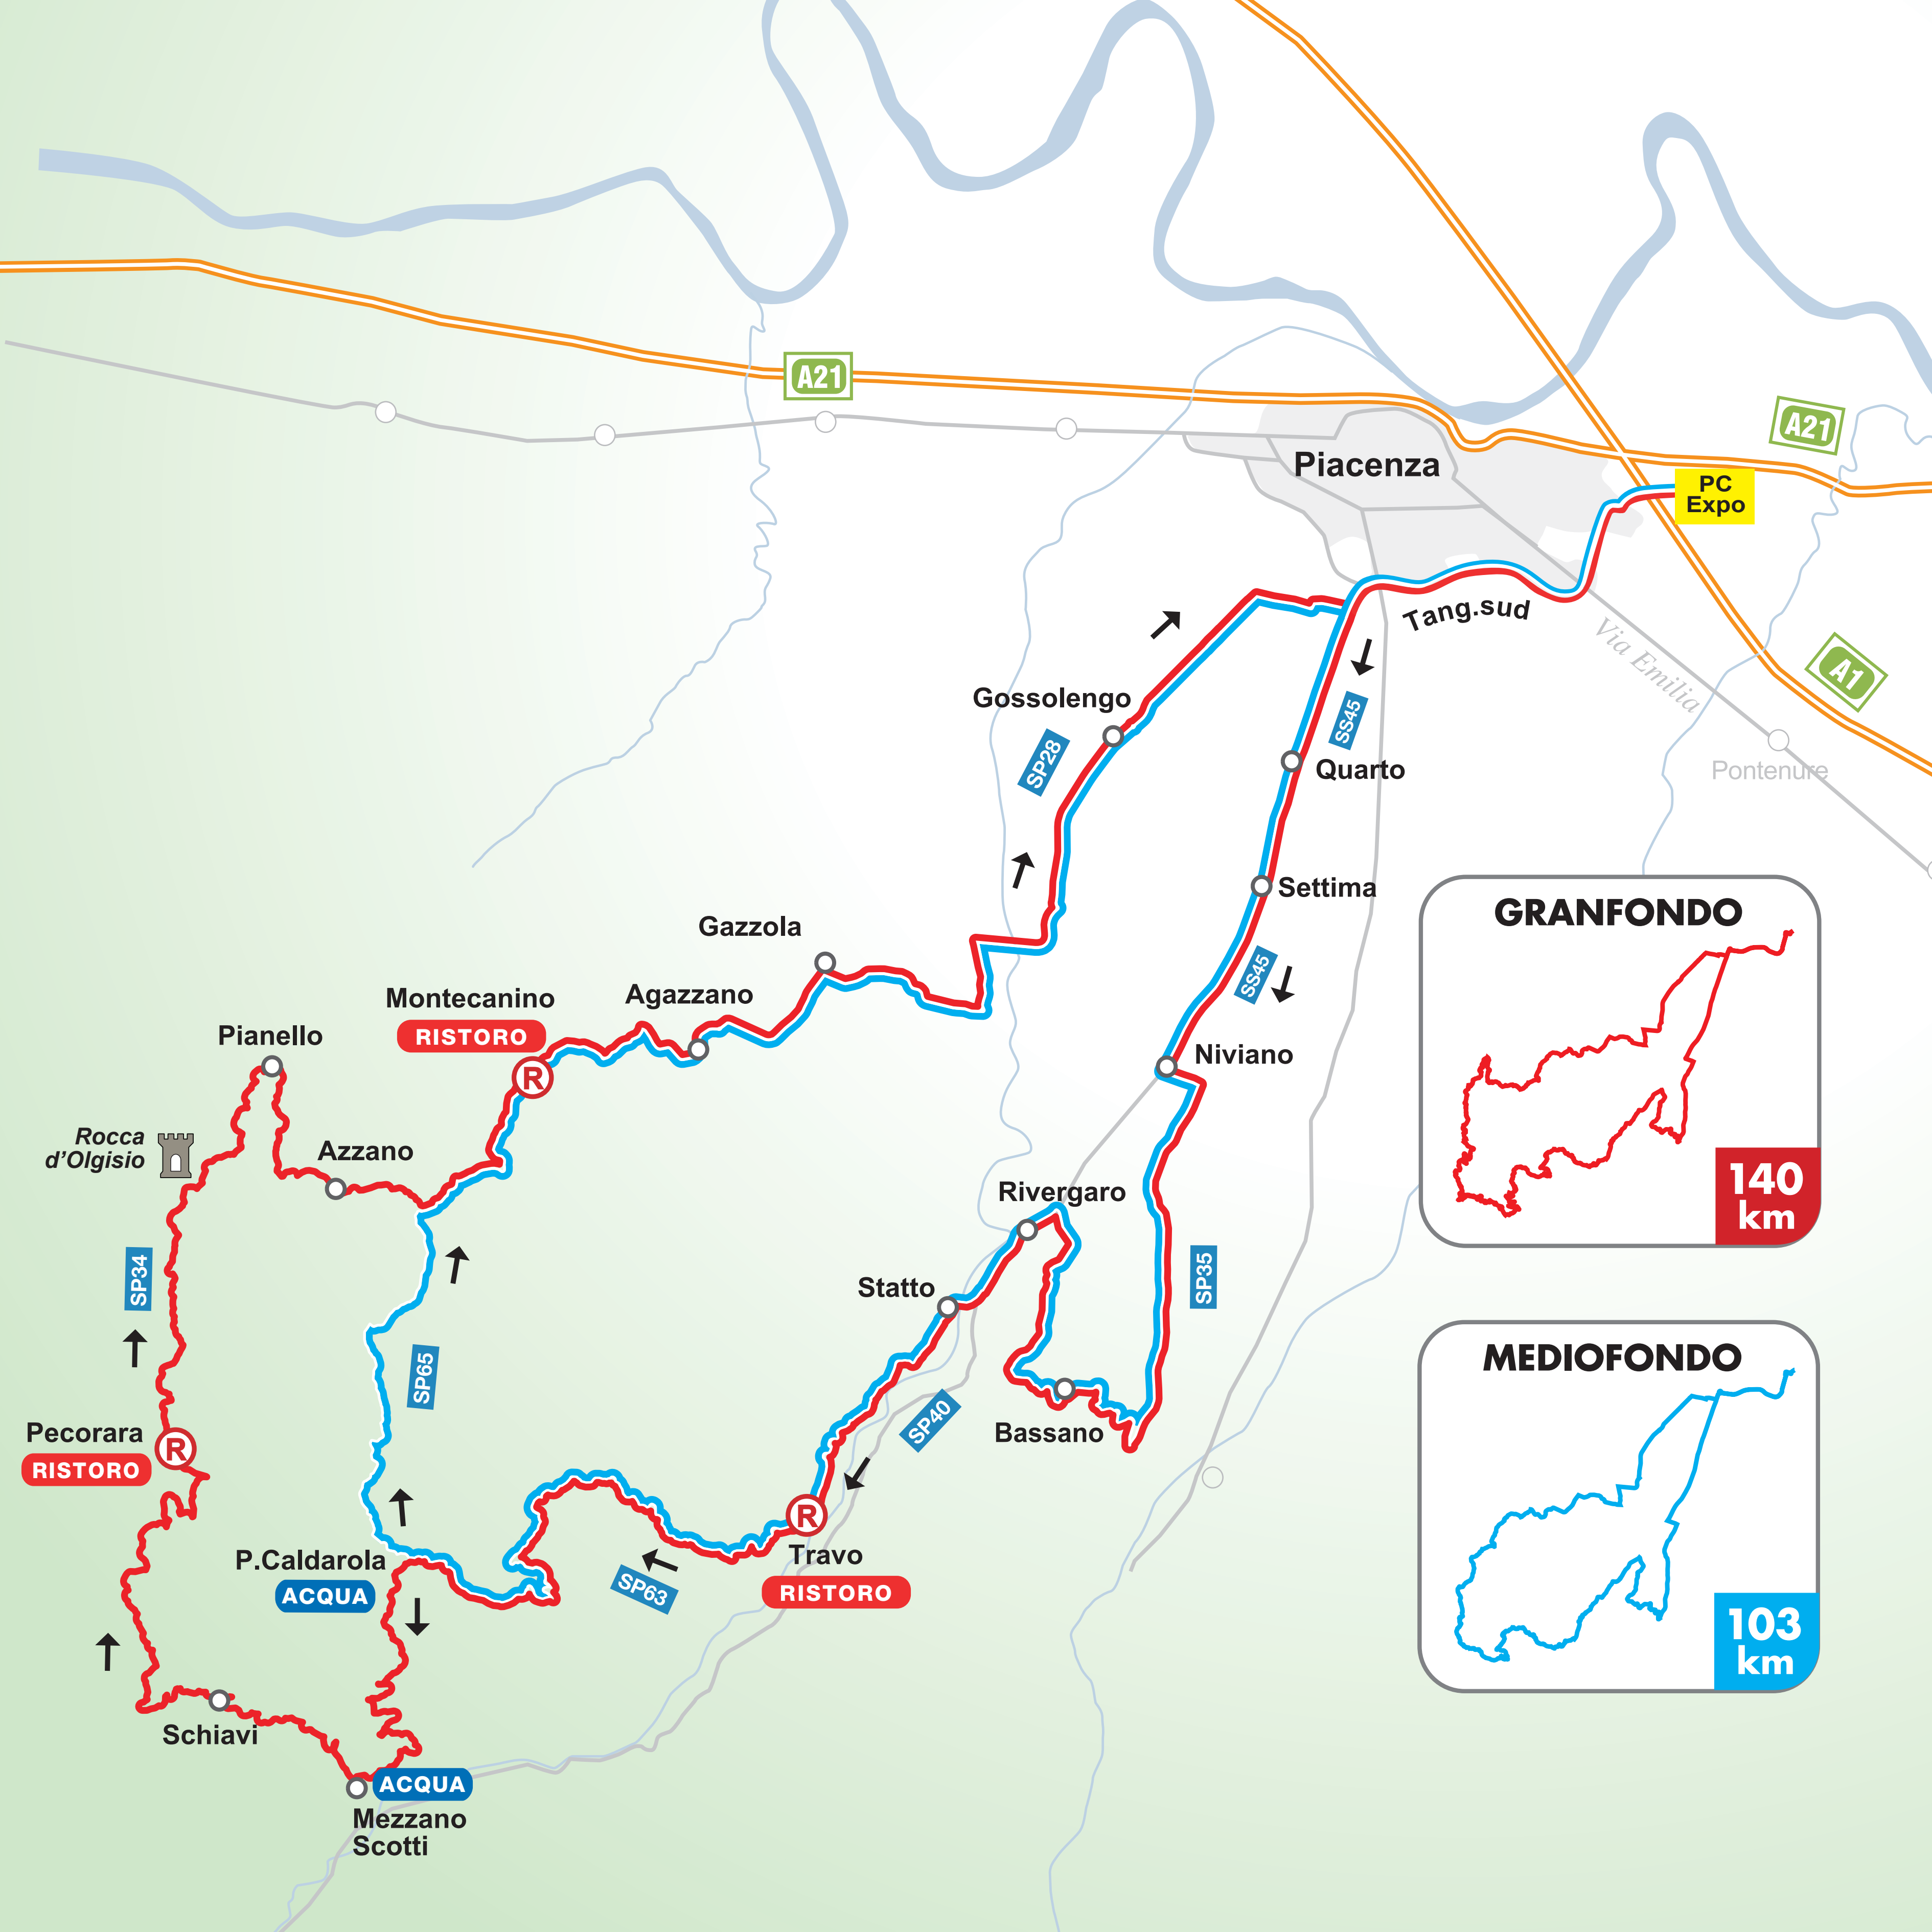 A21
A21
Piacenza
PC
Expo
Tang.sud
Via Emilia
A1
Gossolengo
SS45
SP28
Quarto
Pontenure
Settima
GRANFONDO
Gazzola
SS45
Montecanino
RISTORO
Agazzano
R
Pianello
Niviano
Rocca
d'Olgisio
Azzano
140
km
Rivergaro
SP34
Statto
SP35
SP65
MEDIOFONDO
SP40
Bassano
Pecorara
RISTORO
R
R
Travo
RISTORO
P.Caldarola
ACQUA
SP63
103
km
Schiavi
ACQUA
Mezzano
Scotti